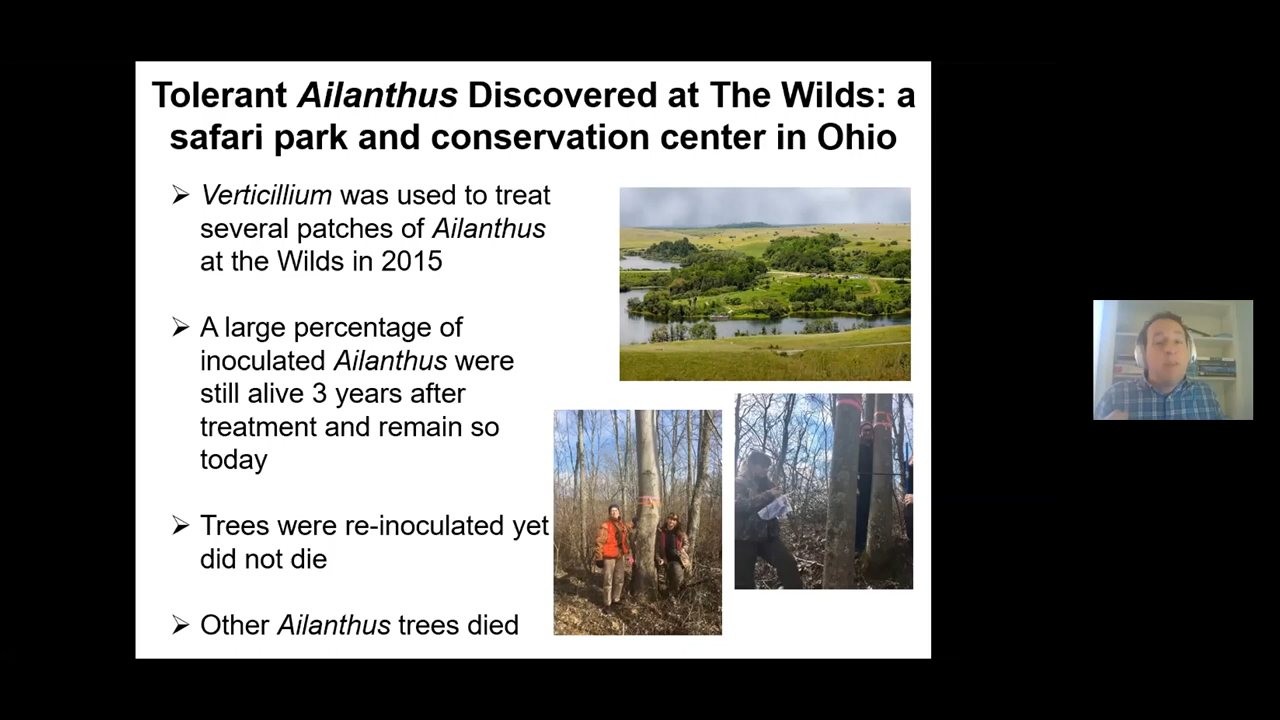 Tolerant Ailanthus Discovered at The Wilds: a
safari park and conservation center in Ohio
➢ Verticillium was used to treat
several patches of Ailanthus
at the Wilds in 2015
➢ A large percentage of
inoculated Ailanthus were
still alive 3 years after
treatment and remain so
today
➢ Trees were re-inoculated yet
did not die
➢ Other Ailanthus trees died